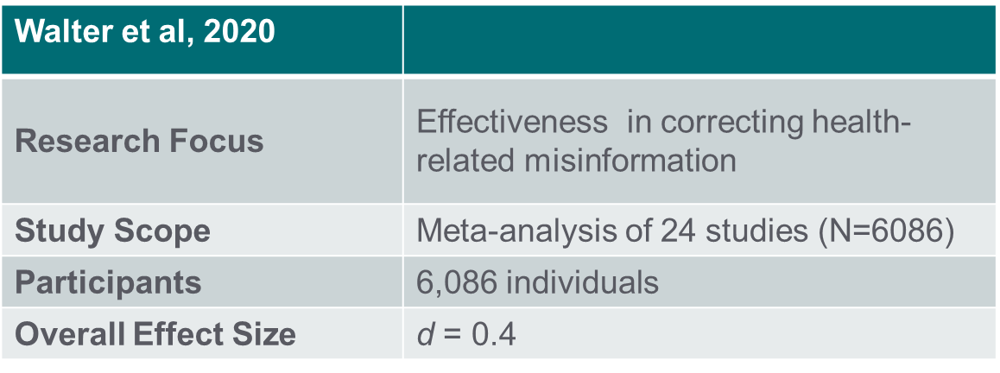 Walter et al, 2020
Research Focus
Effectiveness  in correcting health-
related misinformation
Study Scope
Meta-analysis of 24 studies (N=6086)
Participants
6,086 individuals
Overall Effect Size
d = 0.4